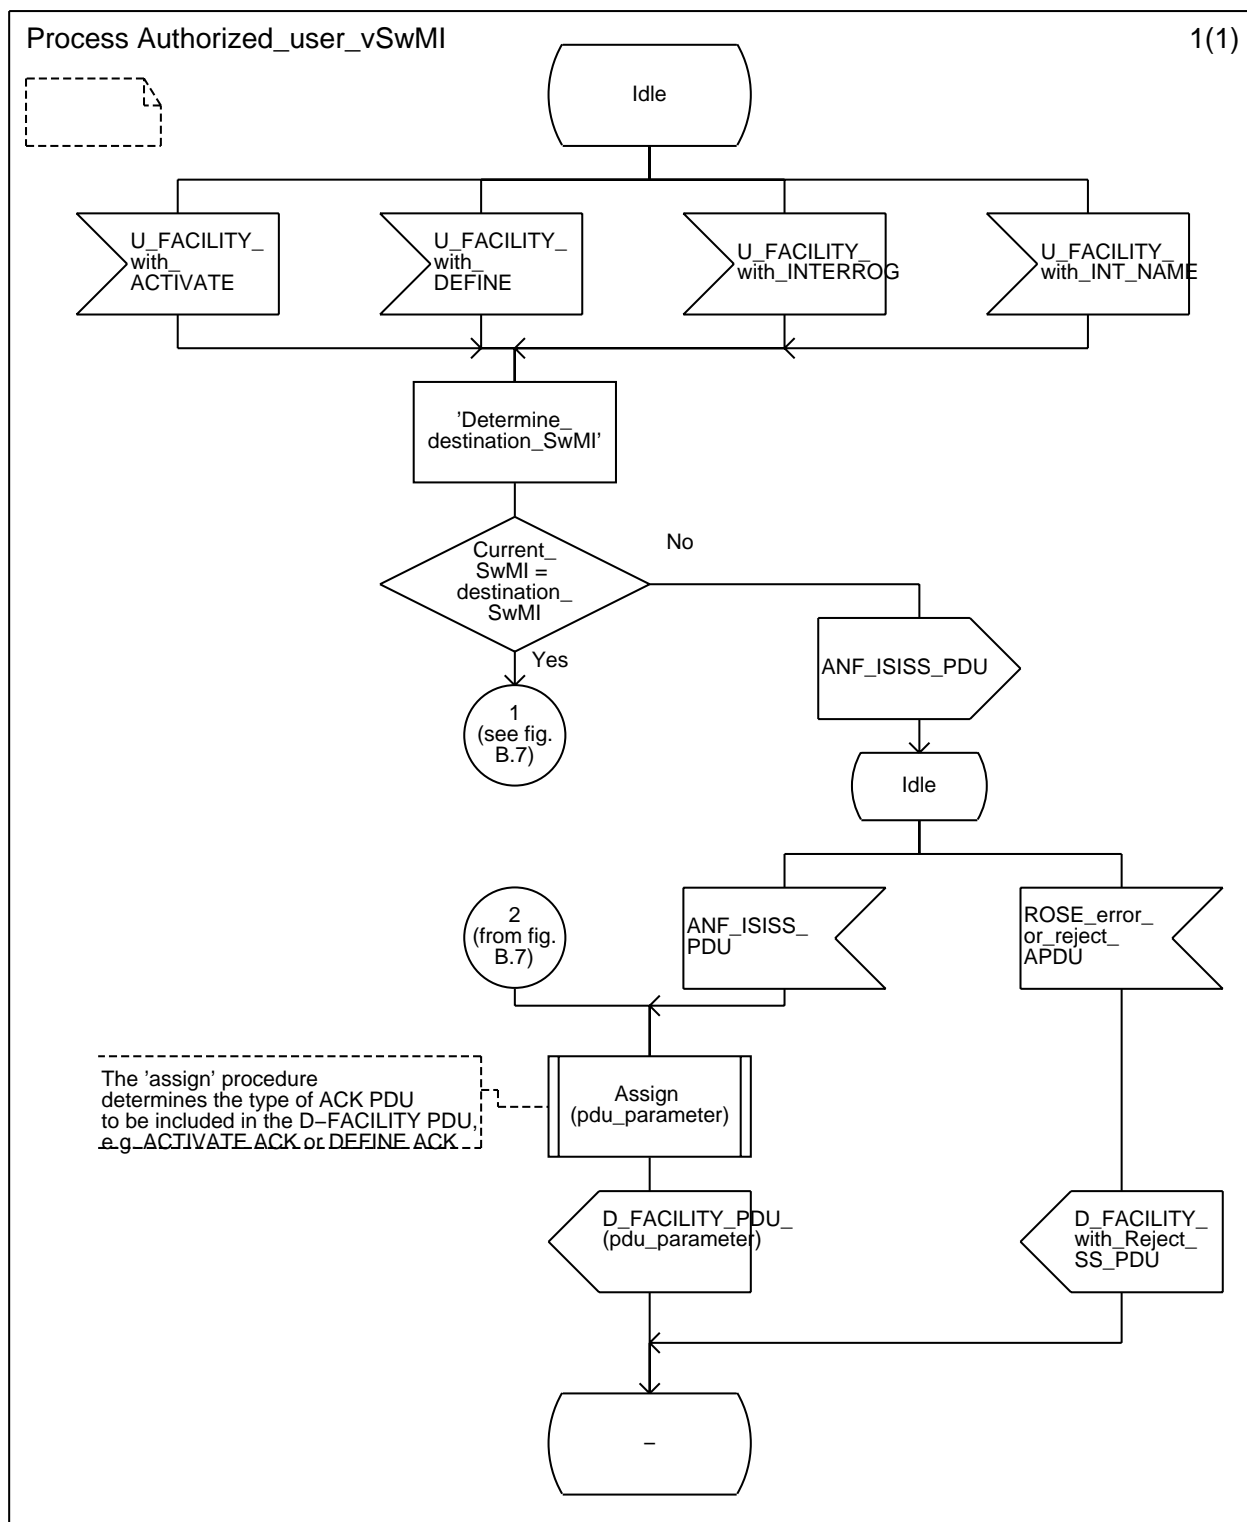 Process Authorized_user_vSwMI
1(1)
Idle
U_FACILITY_
with_
ACTIVATE
U_FACILITY_
with_
DEFINE
U_FACILITY_
with_INTERROG
U_FACILITY_
with_INT_NAME
'Determine_
destination_SwMI'
Current_
SwMI =
destination_
SwMI
No
Yes
ANF_ISISS_PDU
1
(see fig.
B.7)
Idle
2
(from fig.
B.7)
ANF_ISISS_
PDU
ROSE_error_
or_reject_
APDU
The 'assign' procedure
determines the type of ACK PDU
to be included in the D−FACILITY PDU,
e.g. ACTIVATE ACK or DEFINE ACK
Assign
(pdu_parameter)
D_FACILITY_PDU_
(pdu_parameter)
D_FACILITY_
with_Reject_
SS_PDU
−